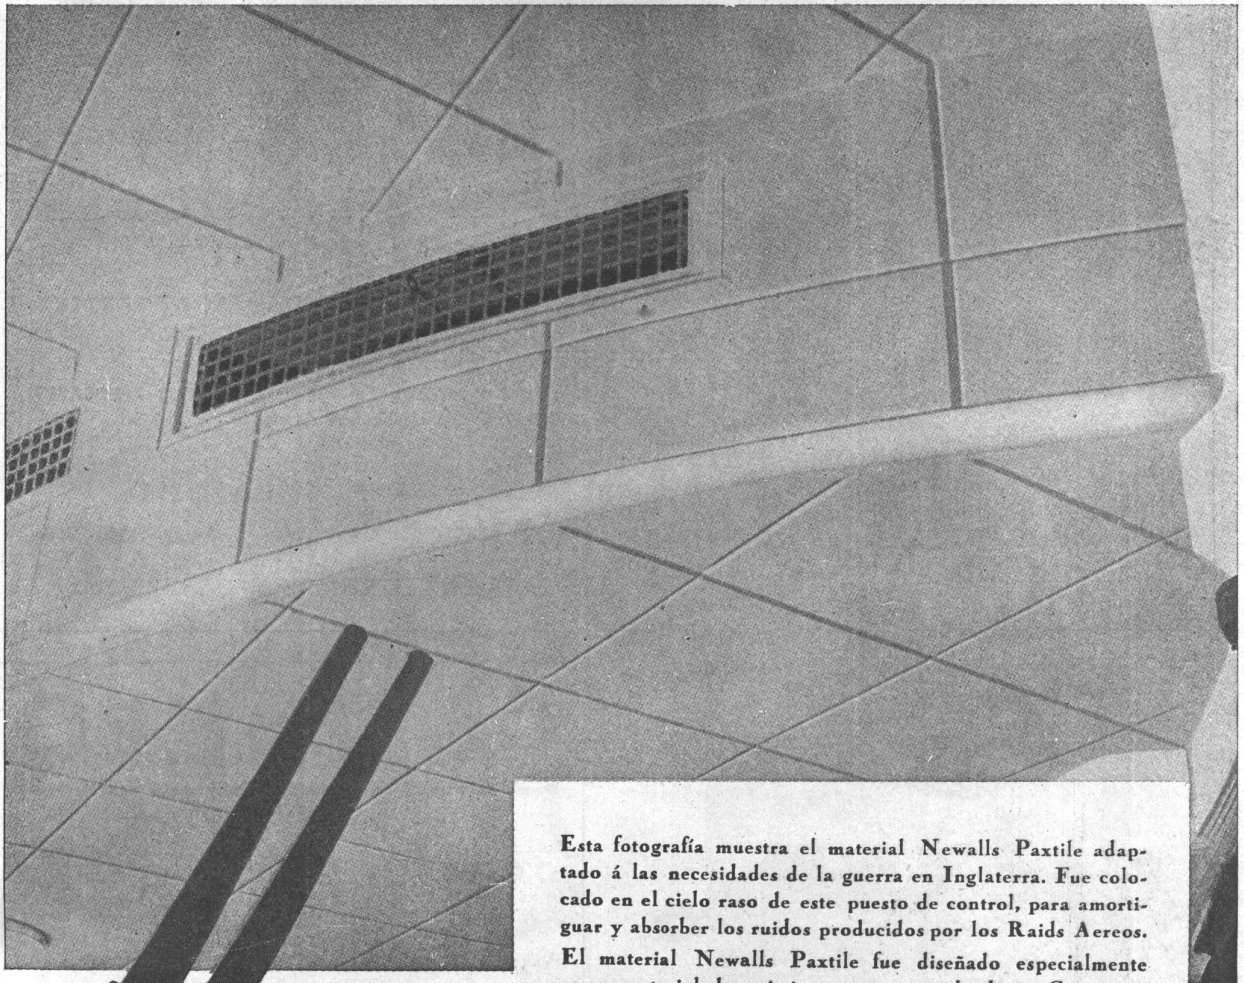 Esta fotografía muestra el material Newalls Paxtile adap-
tado á las necesidades de la guerra en Inglaterra. Fue colo-
cado en el cielo raso de este puesto de control, para amorti-
guar y absorber los ruidos producidos por los Raids Aereos.
El material Newalls Paxtile fue diseñado especialmente